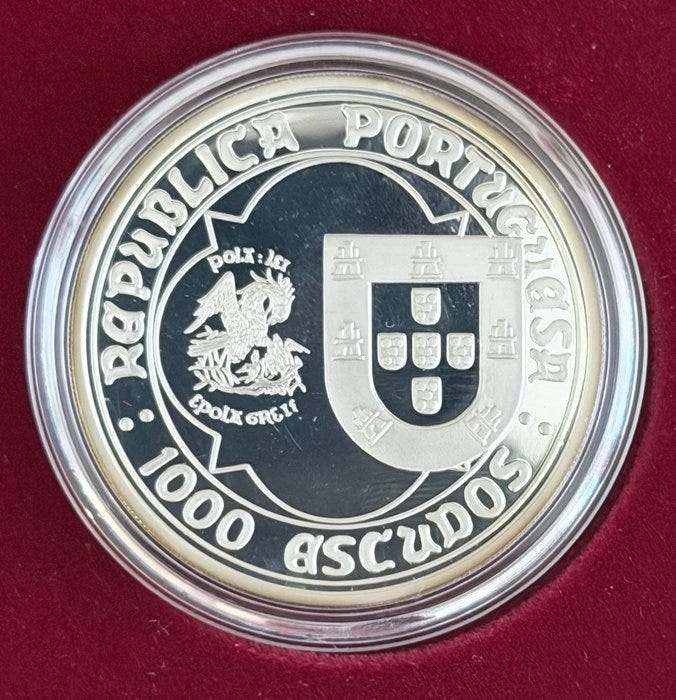 REPUBLICA PORTUGUESA
POLA : LEI
EPOLA GREI
1000 ESCUDOS